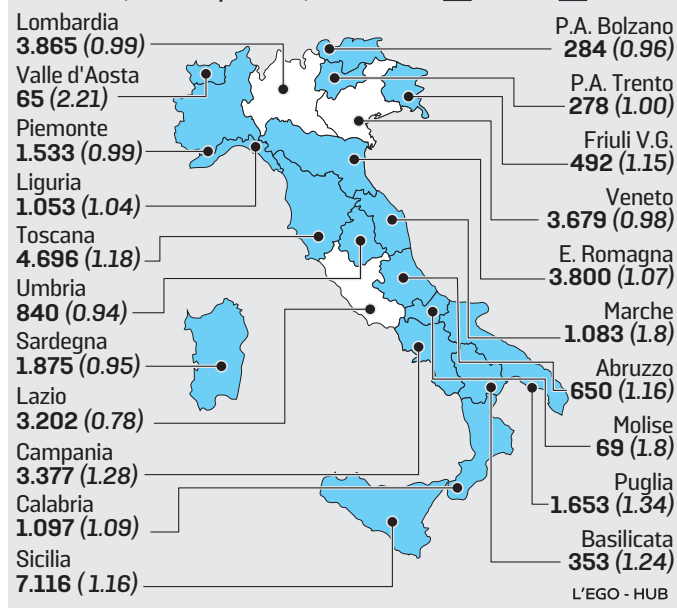 Lombardia
3.865 (0.99)
Valle d'Aosta
65 (2.21)
Piemonte
1.533 (0.99)
Liguria
1.053 (1.04)
Toscana
4.696 (1.18)
Umbria
840 (0.94)
Sardegna
1.875 (0.95)
Lazio
3.202 (0.78)
Campania
3.377 (1.28)
Calabria
1.097 (1.09)
Sicilia
7.116 ( 1.16)
P.A. Bolzano
284 (0.96)
P.A. Trento
278 (1.00)
Friuli V.G.
492 (1.15)
Veneto
3.679 (0.98)
E. Romagna
3.800 (1.07)
Marche
1.083 (1.8)
Abruzzo
650 (1.16)
Molise
69 (1.8)
Puglia
1.653 (1.34)
Basilicata
353 (1.24)
L'EGO - HUB